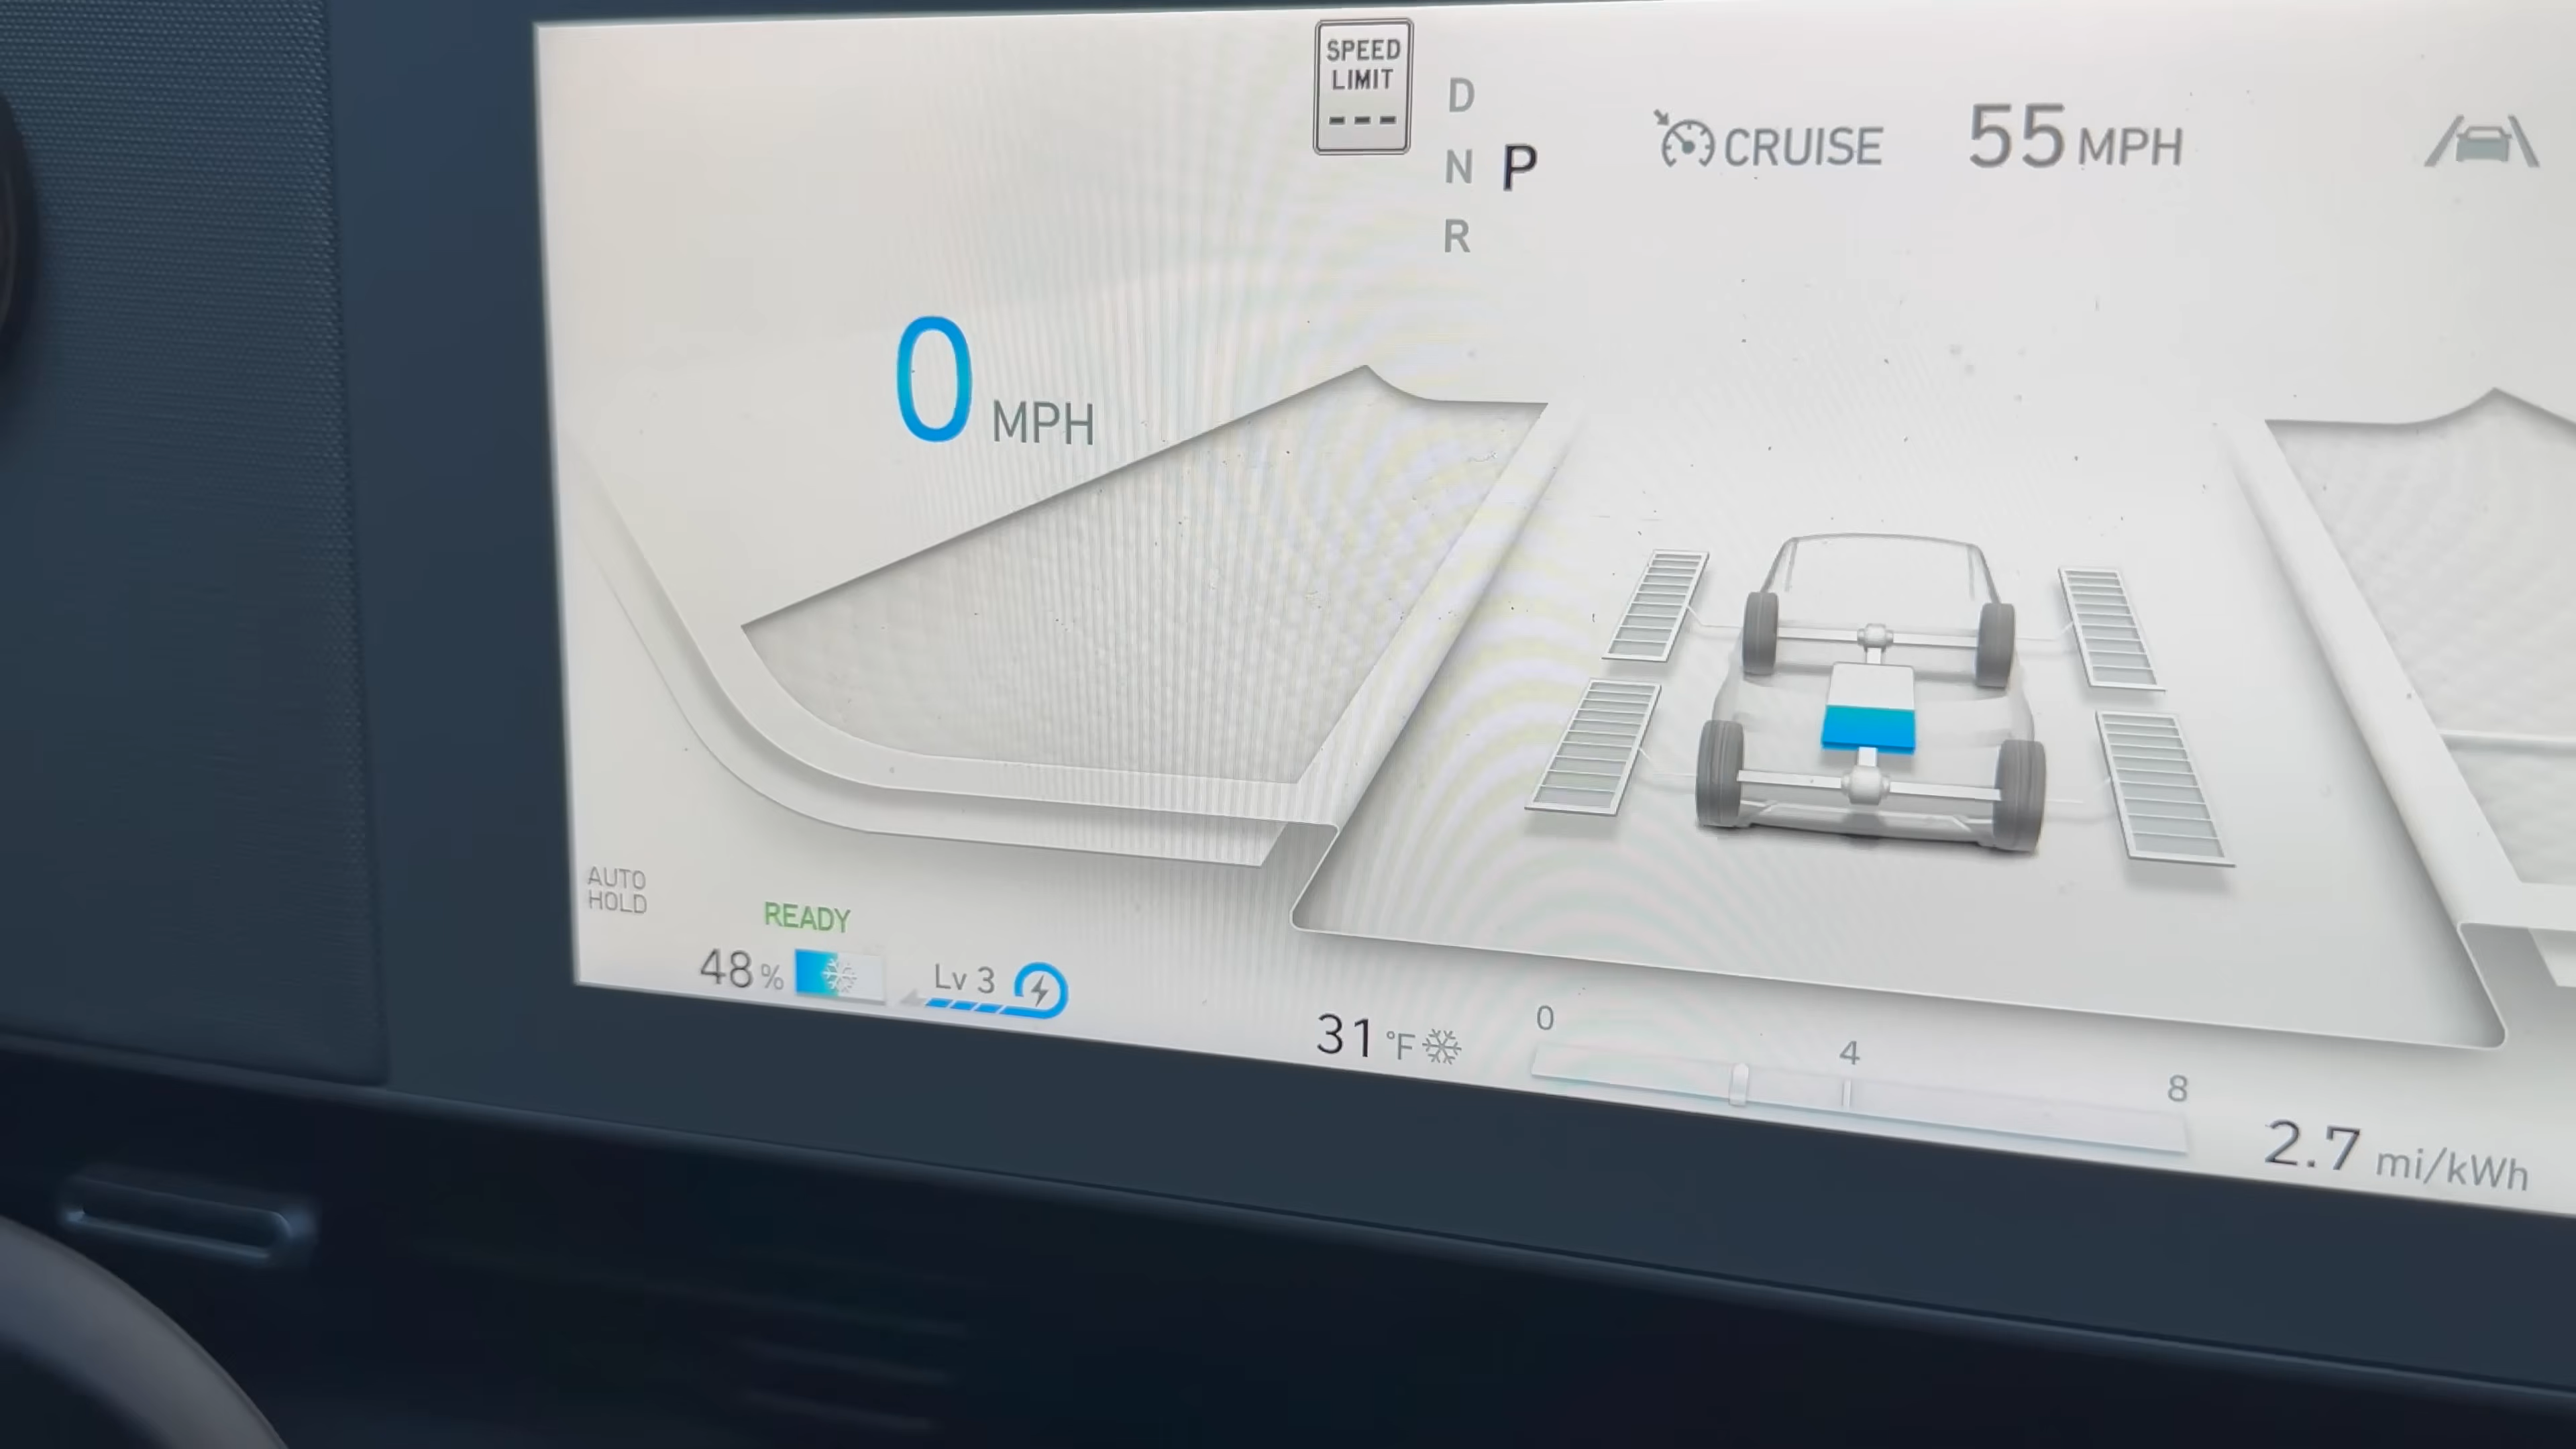 SPEED
LIMIT
---
D
N P
R
CRUISE 55 MPH
0 MPH
AUTO
HOLD
READY
48 %
Lv 3
31 °F
0 4 8
2.7 mi/kWh